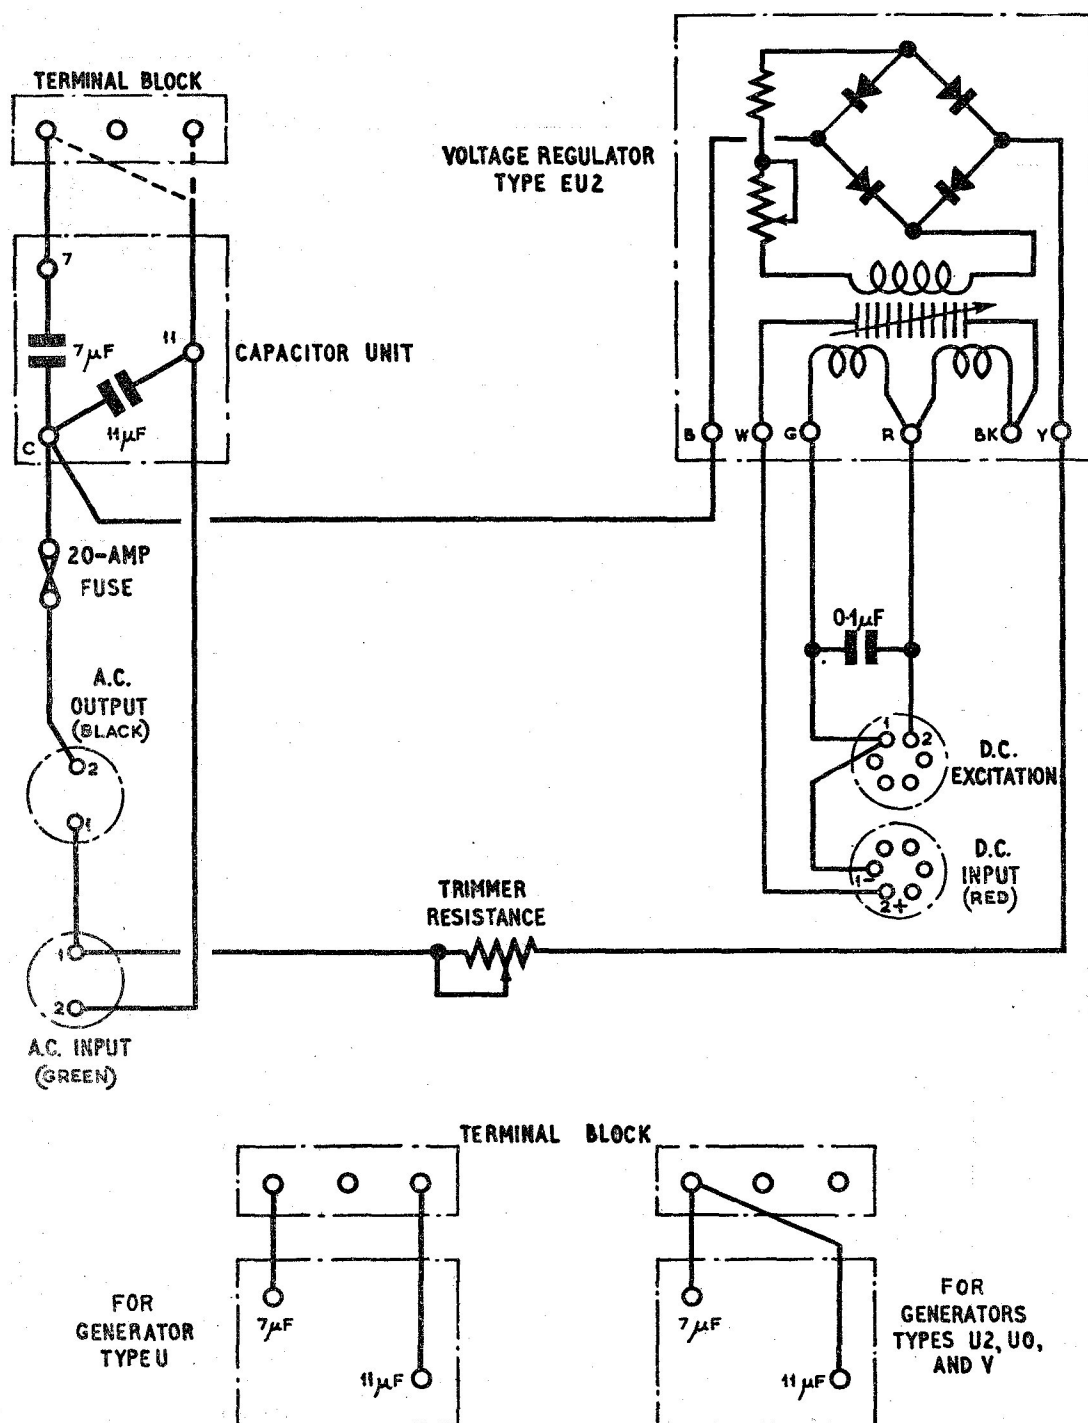 TERMINAL BLOCK
VOLTAGE REGULATOR
TYPE EU2
7
7μF
11
CAPACITOR UNIT
11μF
C
B W G R BK Y
20-AMP
FUSE
0·1μF
A.C.
OUTPUT
(BLACK)
2
1
1 2
D.C.
EXCITATION
D.C.
INPUT
(RED)
1-
2+
TRIMMER
RESISTANCE
1
2
A.C. INPUT
(GREEN)
TERMINAL BLOCK
FOR
GENERATOR
TYPE U
7μF
11μF
7μF
11μF
FOR
GENERATORS
TYPES U2, UO,
AND V